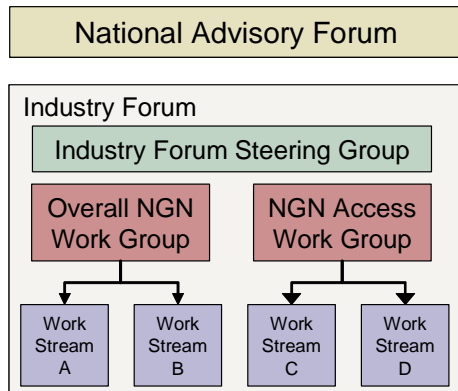 National Advisory Forum
Industry Forum
Industry Forum Steering Group
Overall NGN
Work Group
NGN Access
Work Group
Work
Stream
A
Work
Stream
B
Work
Stream
C
Work
Stream
D